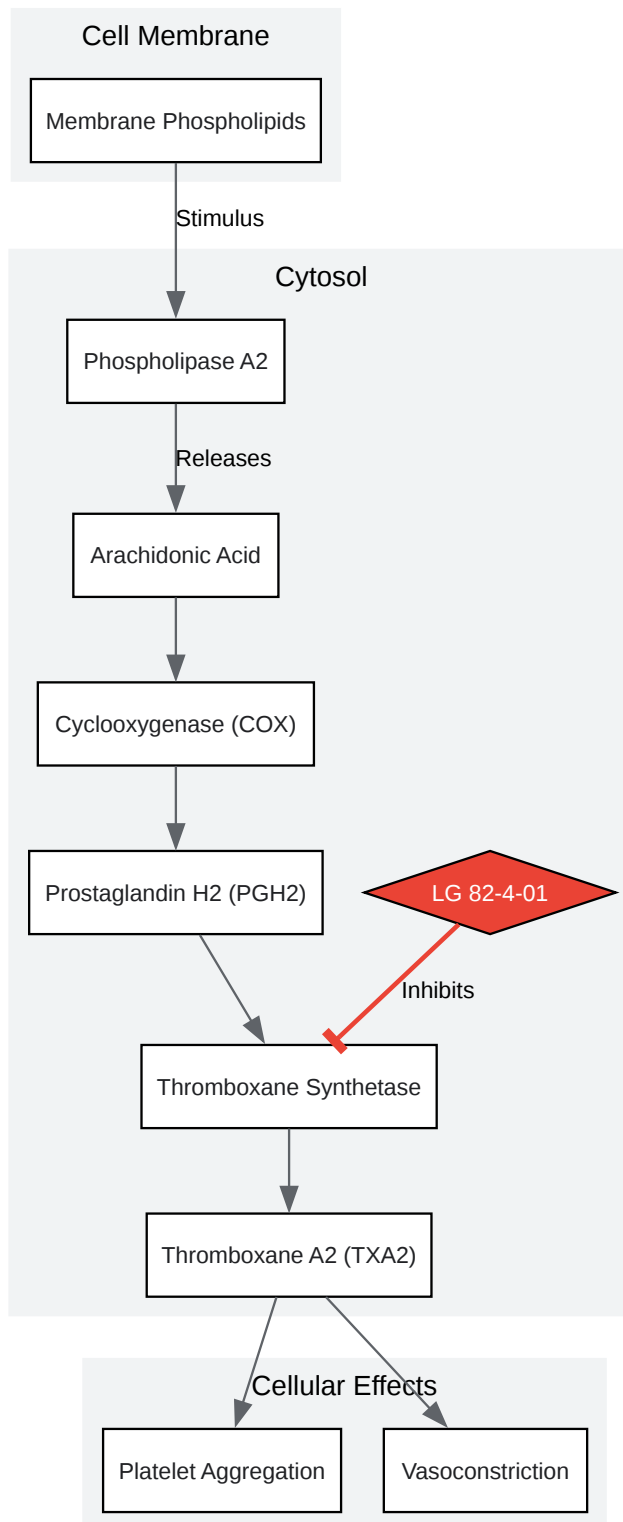 Cell Membrane
Membrane Phospholipids
Stimulus
Cytosol
Phospholipase A2
Releases
Arachidonic Acid
Cyclooxygenase (COX)
Prostaglandin H2 (PGH2)
LG 82-4-01
Inhibits
Thromboxane Synthetase
Thromboxane A2 (TXA2)
Cellular Effects
Platelet Aggregation
Vasoconstriction